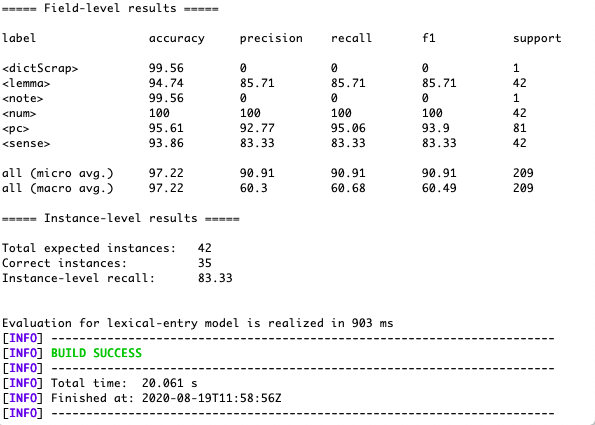 ===== Field-level results =====
label accuracy precision recall f1 support
<dictScrap> 99.56 0 0 0 1
<lemma> 94.74 85.71 85.71 85.71 42
<note> 99.56 0 0 0 1
<num> 100 100 100 100 42
<pc> 95.61 92.77 95.06 93.9 81
<sense> 93.86 83.33 83.33 83.33 42
all (micro avg.) 97.22 90.91 90.91 90.91 209
all (macro avg.) 97.22 60.3 60.68 60.49 209
===== Instance-level results =====
Total expected instances: 42
Correct instances: 35
Instance-level recall: 83.33
Evaluation for lexical-entry model is realized in 903 ms
[INFO] ------------------------------------------------------------------------
[INFO] BUILD SUCCESS
[INFO] ------------------------------------------------------------------------
[INFO] Total time: 20.061 s
[INFO] Finished at: 2020-08-19T11:58:56Z
[INFO] ------------------------------------------------------------------------